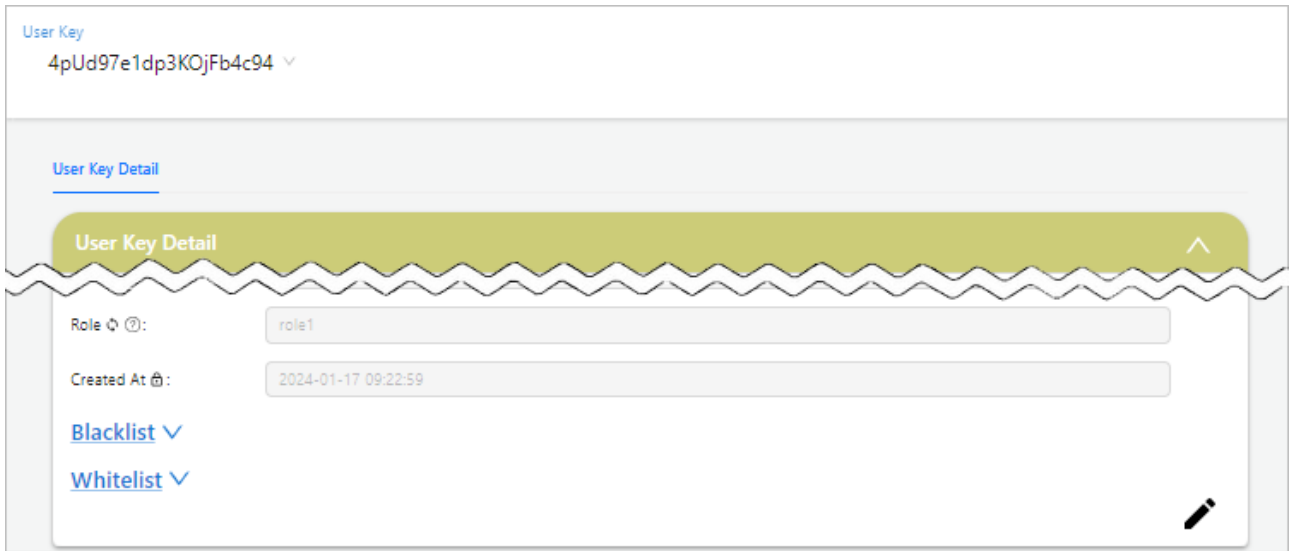 User Key
4pUd97e1dp3KOjFb4c94
User Key Detail
User Key Detail
Role :
role1
Created At :
2024-01-17 09:22:59
Blacklist
Whitelist